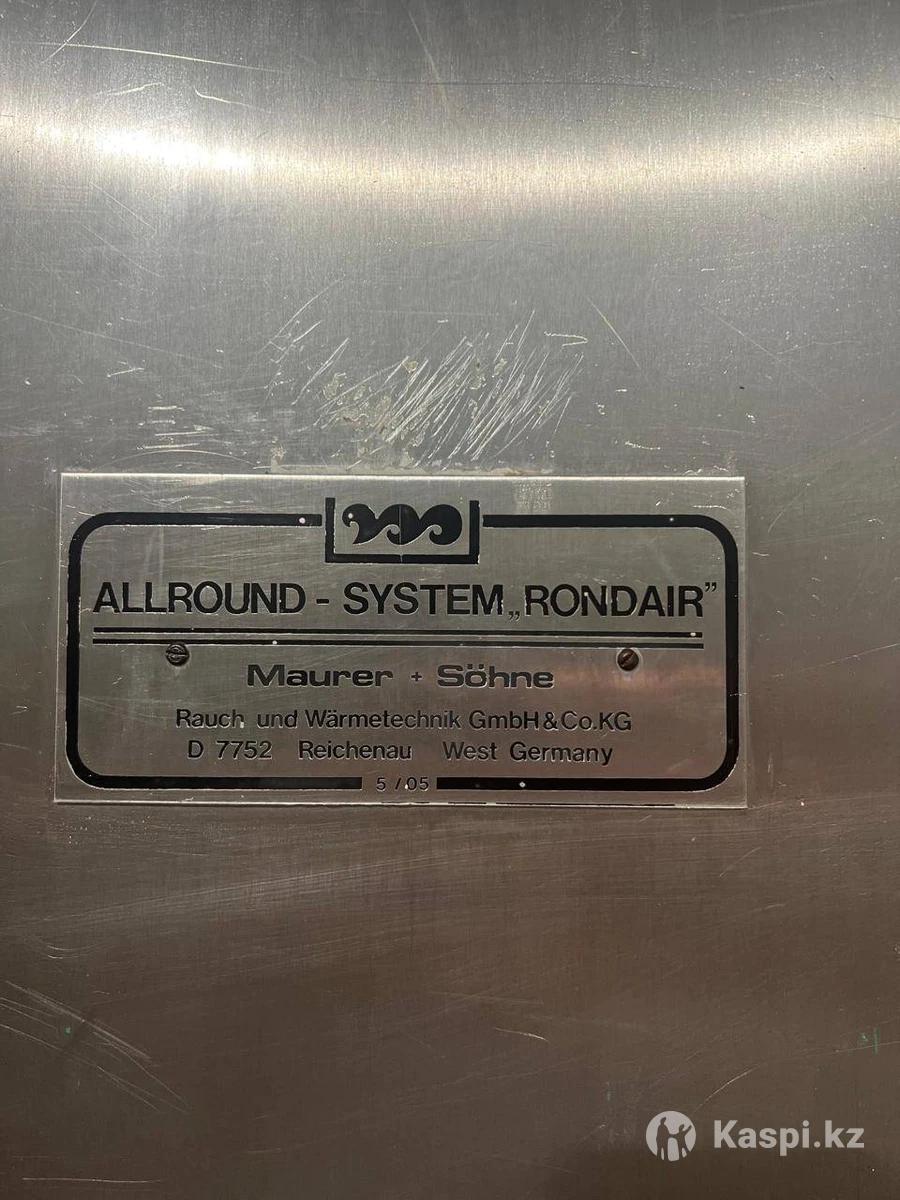 ALLROUND - SYSTEM „RONDAIR”
Maurer + Söhne
Rauch und Wärmetechnik GmbH & Co. KG
D 7752 Reichenau West Germany
5 / 05
Kaspi.kz